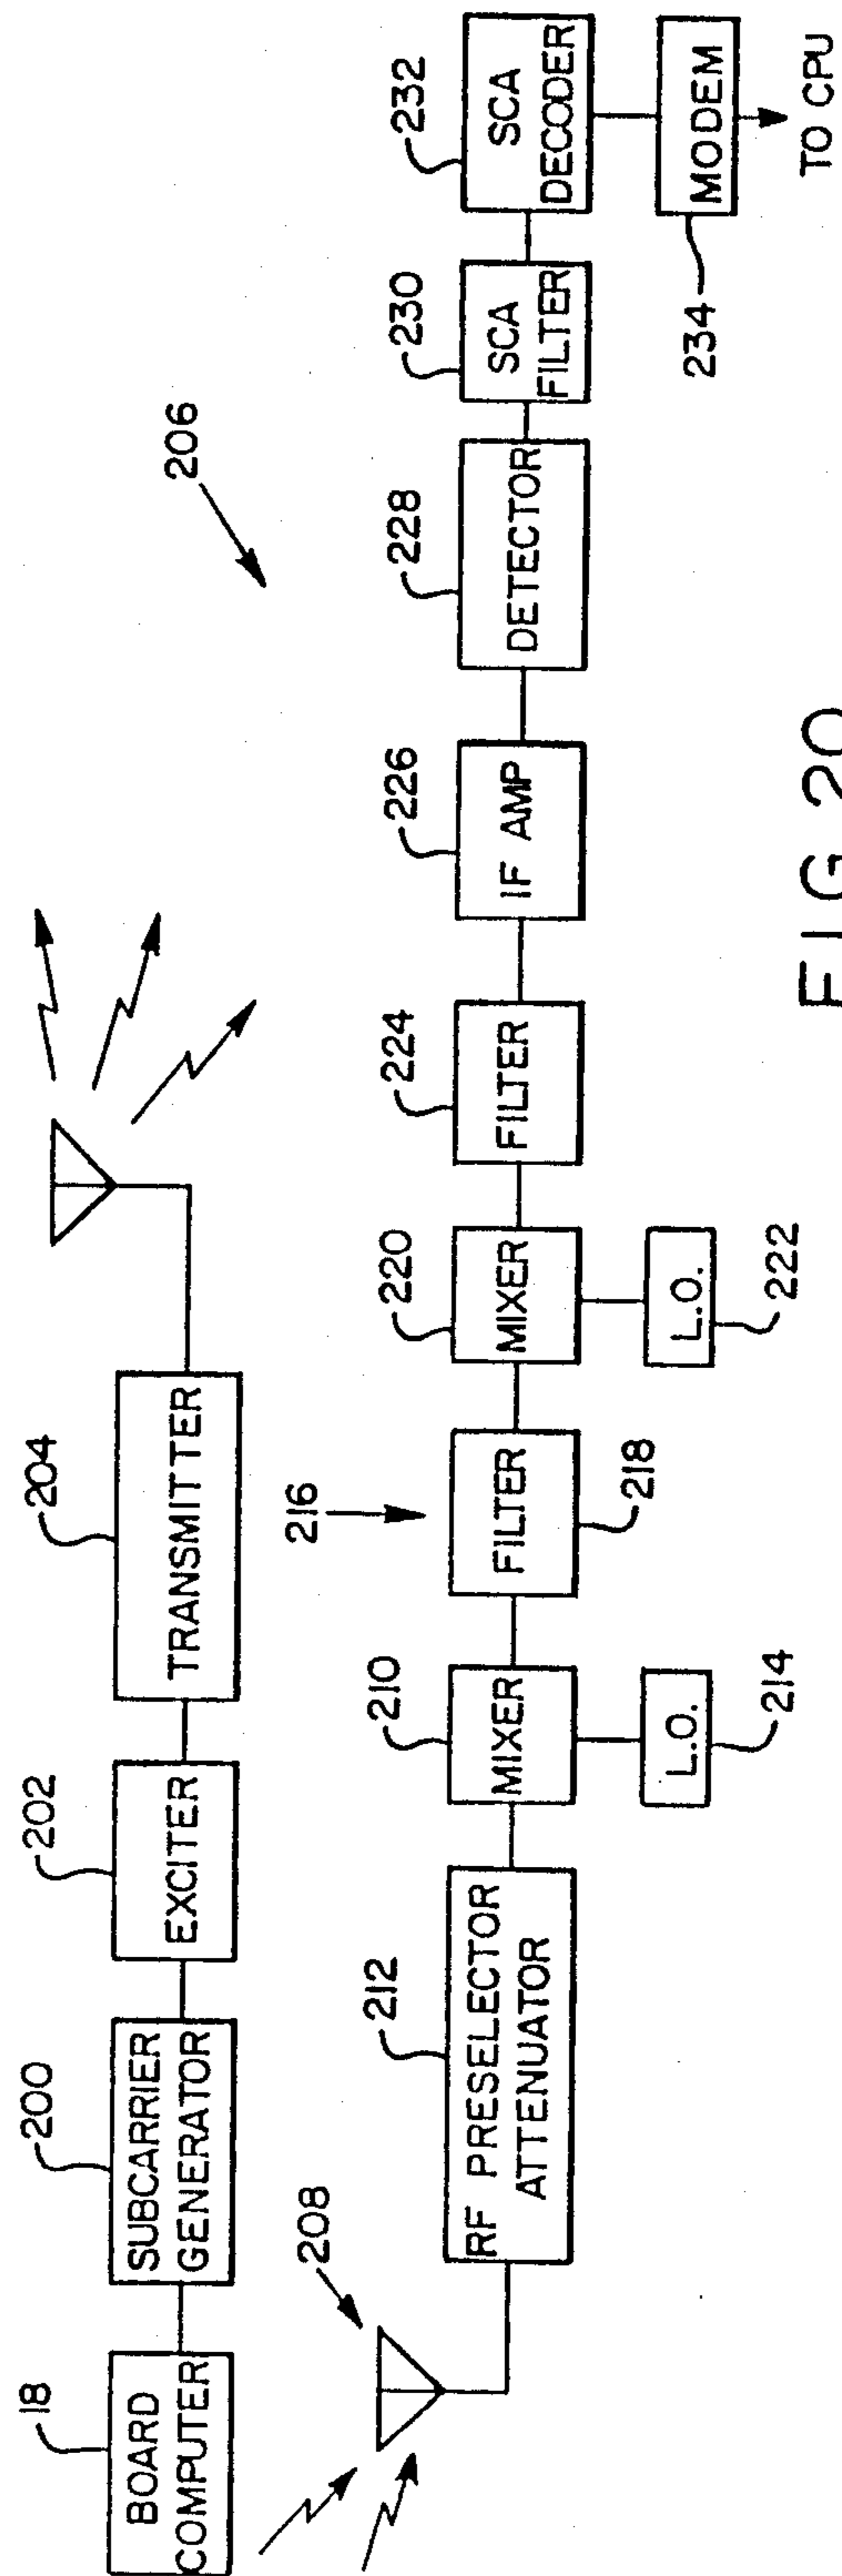 18
BOARD
COMPUTER
200
SUBCARRIER
GENERATOR
202
EXCITER
204
TRANSMITTER
206
208
212
RF PRESELECTOR
ATTENUATOR
210
MIXER
L.O.
214
216
FILTER
218
220
MIXER
L.O.
222
224
FILTER
226
IF AMP
228
DETECTOR
230
SCA
FILTER
232
SCA
DECODER
234
MODEM
TO CPU
FIG 20